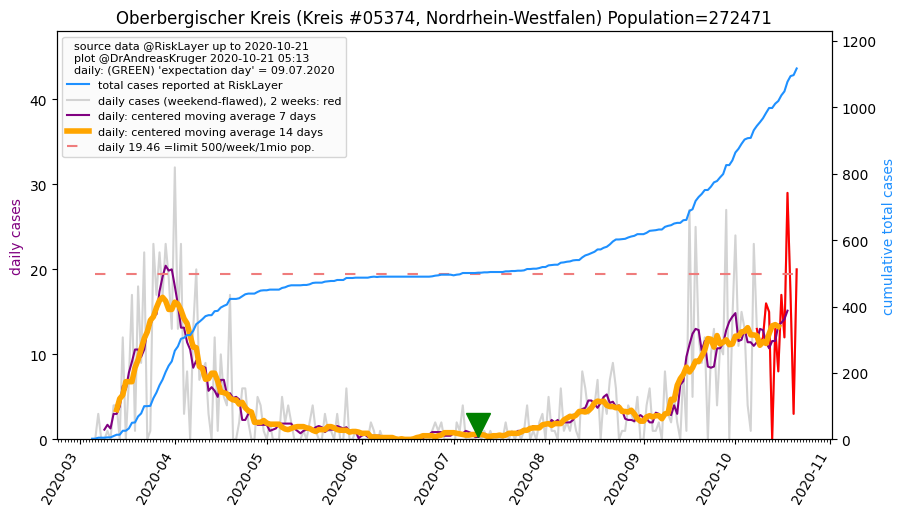 Oberbergischer Kreis (Kreis #05374, Nordrhein-Westfalen) Population=272471
source data @RiskLayer up to 2020-10-21
plot @DrAndreasKruger 2020-10-21 05:13
daily: (GREEN) 'expectation day' = 09.07.2020
total cases reported at RiskLayer
daily cases (weekend-flawed), 2 weeks: red
daily: centered moving average 7 days
daily: centered moving average 14 days
daily 19.46 =limit 500/week/1mio pop.
daily cases
0
10
20
30
40
cumulative total cases
0
200
400
600
800
1000
1200
2020-03
2020-04
2020-05
2020-06
2020-07
2020-08
2020-09
2020-10
2020-11